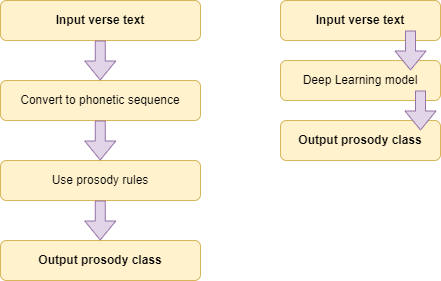 Input verse text
Convert to phonetic sequence
Use prosody rules
Output prosody class
Input verse text
Deep Learning model
Output prosody class